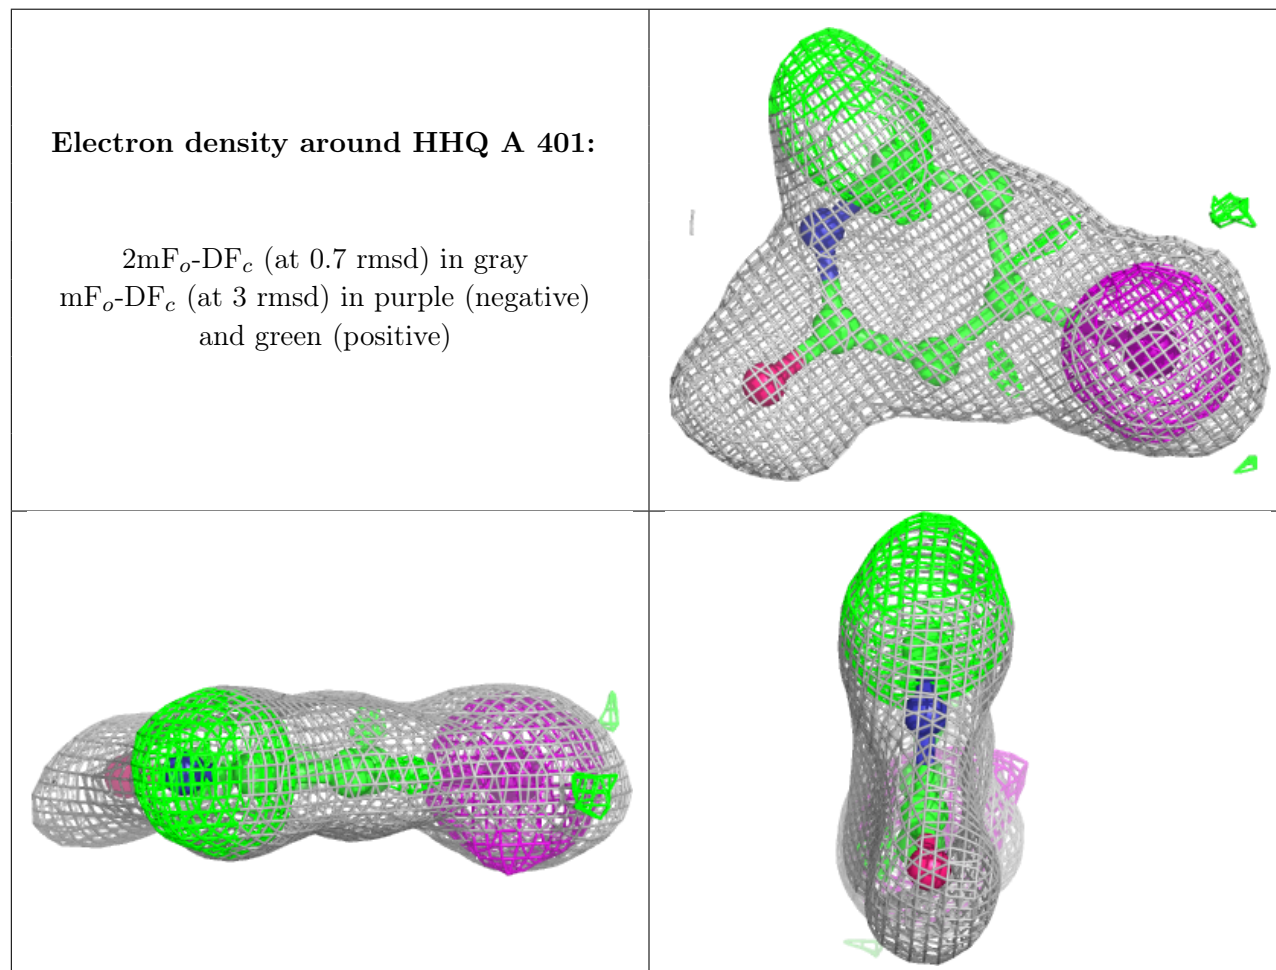 Electron density around HHQ A 401:
2mFo-DFc (at 0.7 rmsd) in gray
mFo-DFc (at 3 rmsd) in purple (negative)
and green (positive)